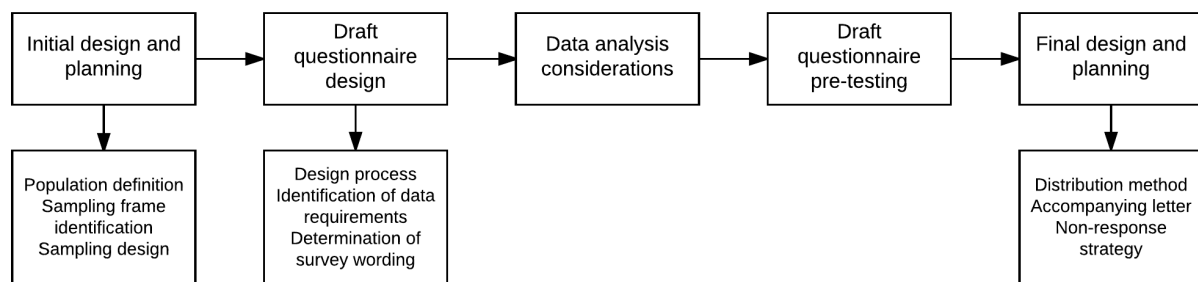 Initial design and
planning
Draft
questionnaire
design
Data analysis
considerations
Draft
questionnaire
pre-testing
Final design and
planning
Population definition
Sampling frame
identification
Sampling design
Design process
Identification of data
requirements
Determination of
survey wording
Distribution method
Accompanying letter
Non-response
strategy